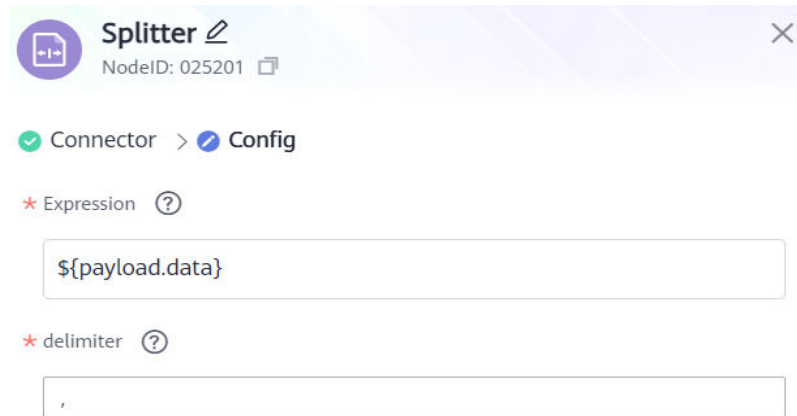 Splitter
NodeID: 025201
Connector > Config
* Expression ?
${payload.data}
* delimiter ?
,